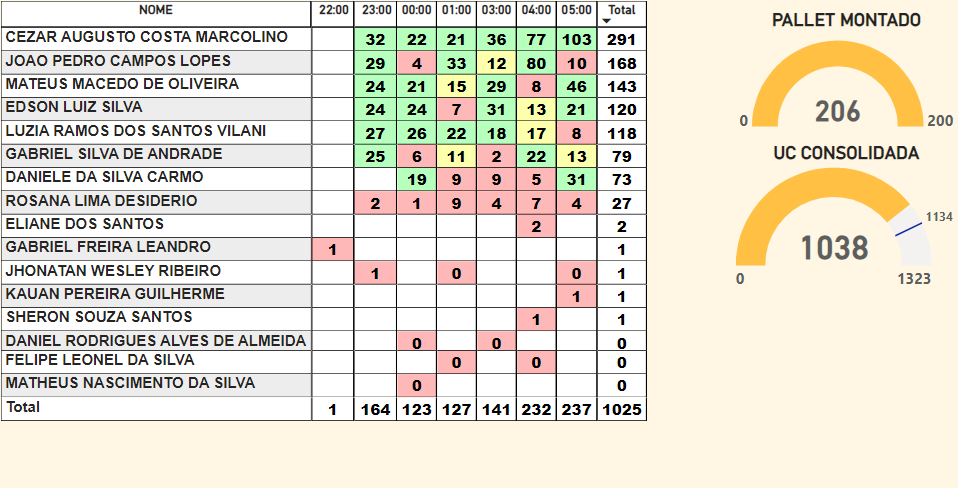 NOME 22:00 23:00 00:00 01:00 03:00 04:00 05:00 Total
CEZAR AUGUSTO COSTA MARCOLINO 32 22 21 36 77 103 291
JOAO PEDRO CAMPOS LOPES 29 4 33 12 80 10 168
MATEUS MACEDO DE OLIVEIRA 24 21 15 29 8 46 143
EDSON LUIZ SILVA 24 24 7 31 13 21 120
LUZIA RAMOS DOS SANTOS VILANI 27 26 22 18 17 8 118
GABRIEL SILVA DE ANDRADE 25 6 11 2 22 13 79
DANIELE DA SILVA CARMO 19 9 9 5 31 73
ROSANA LIMA DESIDERIO 2 1 9 4 7 4 27
ELIANE DOS SANTOS 2 2
GABRIEL FREIRA LEANDRO 1 1
JHONATAN WESLEY RIBEIRO 1 0 0 1
KAUAN PEREIRA GUILHERME 1 1
SHERON SOUZA SANTOS 1 1
DANIEL RODRIGUES ALVES DE ALMEIDA 0 0 0
FELIPE LEONEL DA SILVA 0 0 0
MATHEUS NASCIMENTO DA SILVA 0 0
Total 1 164 123 127 141 232 237 1025
PALLET MONTADO
206
0 200
UC CONSOLIDADA
1134
1038
0 1323